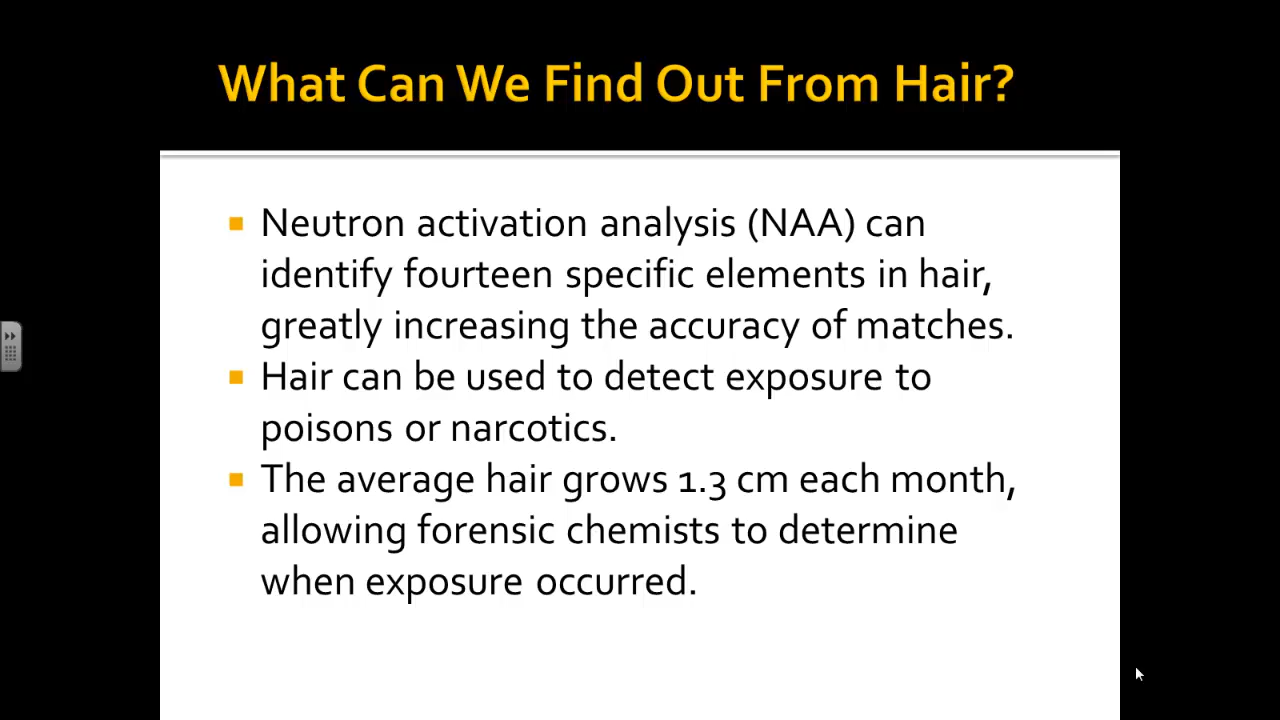 What Can We Find Out From Hair?
Neutron activation analysis (NAA) can
identify fourteen specific elements in hair,
greatly increasing the accuracy of matches.
Hair can be used to detect exposure to
poisons or narcotics.
The average hair grows 1.3 cm each month,
allowing forensic chemists to determine
when exposure occurred.